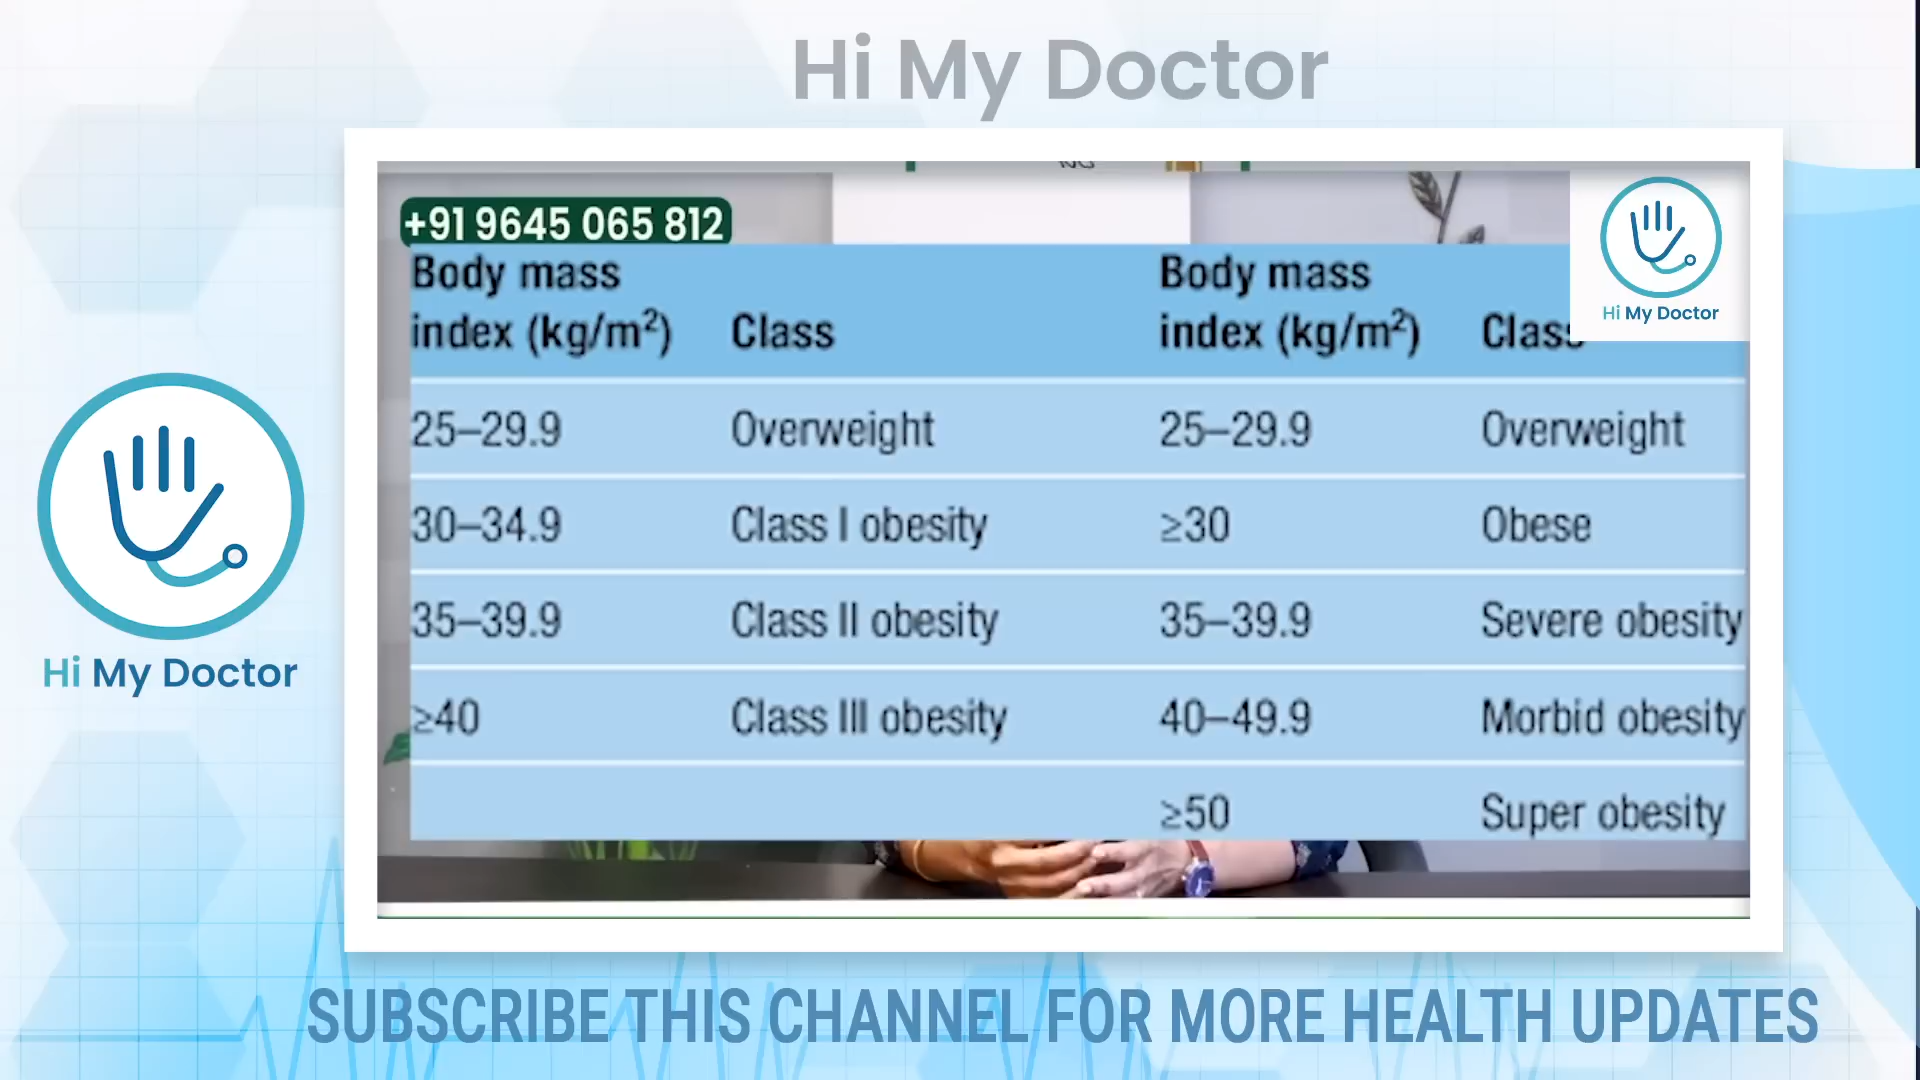 Hi My Doctor
+91 9645 065 812
Body mass index (kg/m²) Class Body mass index (kg/m²) Class
25–29.9 Overweight 25–29.9 Overweight
30–34.9 Class I obesity ≥30 Obese
35–39.9 Class II obesity 35–39.9 Severe obesity
≥40 Class III obesity 40–49.9 Morbid obesity
≥50 Super obesity
Hi My Doctor
Hi My Doctor
SUBSCRIBE THIS CHANNEL FOR MORE HEALTH UPDATES